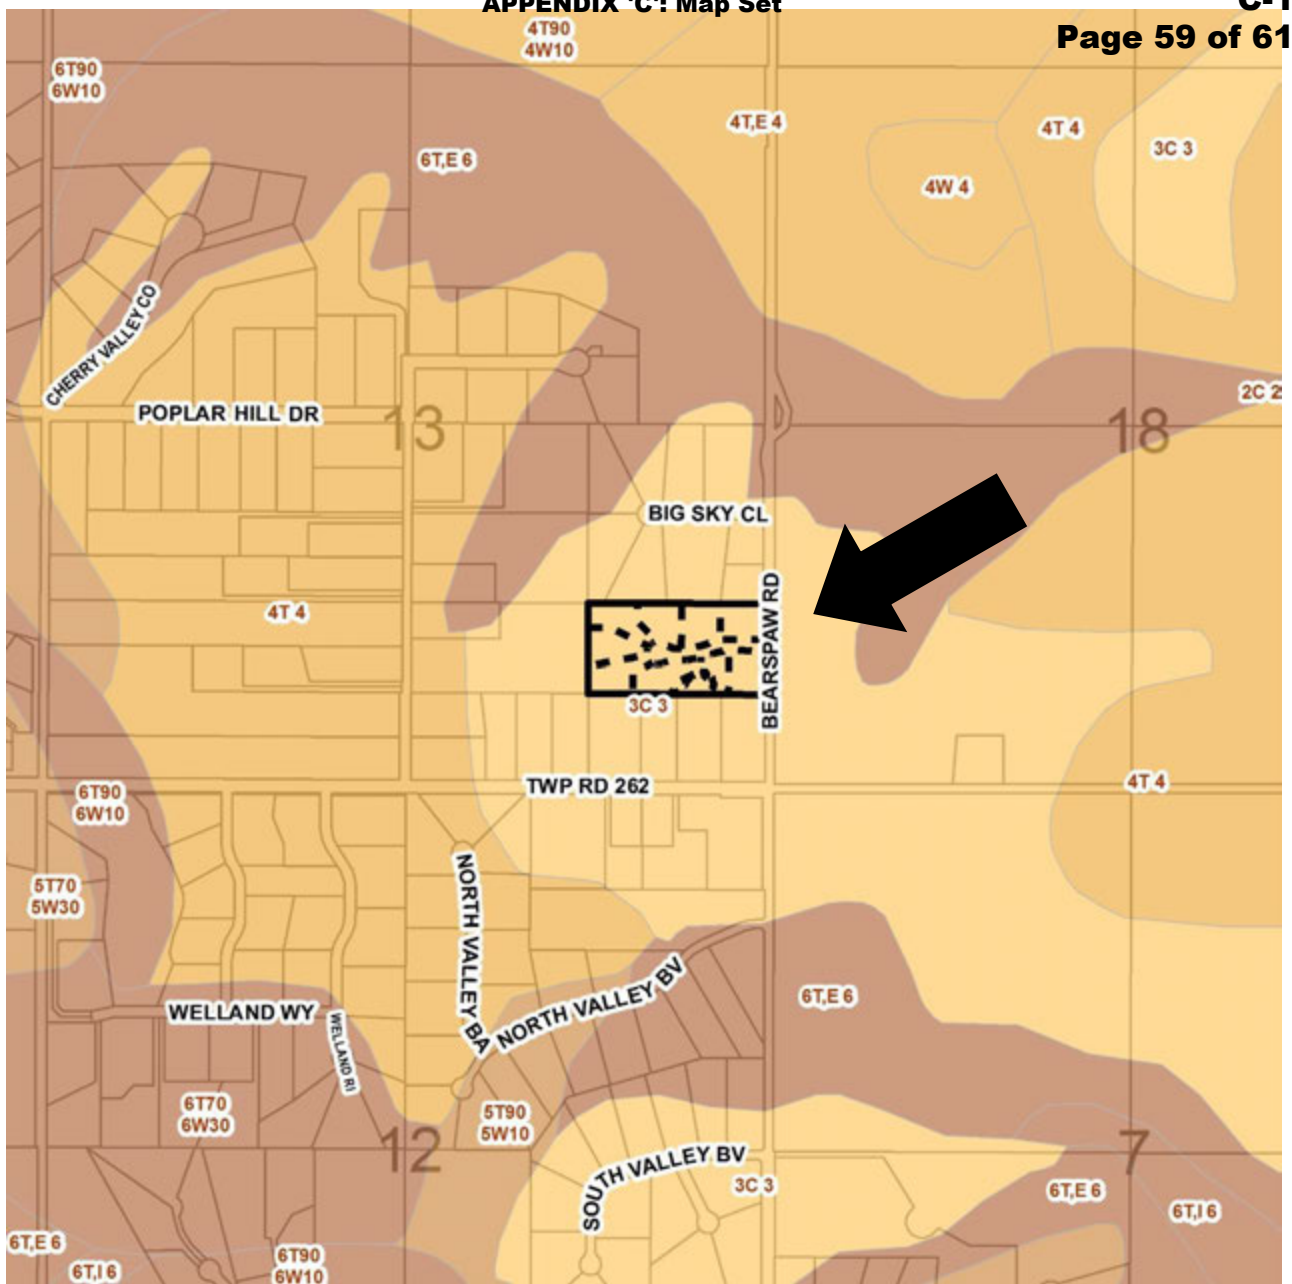 APPENDIX 'C': Map Set
C-1
Page 59 of 61
4T90
4W10
6T90
6W10
4T,E 4
4T 4
3C 3
6T,E 6
4W 4
CHERRY VALLEY CO
2C 2
POPLAR HILL DR
13
18
BIG SKY CL
BEARSPAW RD
4T 4
3C 3
TWP RD 262
4T 4
6T90
6W10
5T70
5W30
NORTH VALLEY BA
NORTH VALLEY BV
6T,E 6
WELLAND WY
WELLAND RI
6T70
6W30
5T90
5W10
12
7
SOUTH VALLEY BV
3C 3
6T,E 6
6T,I 6
6T,E 6
6T,I 6
6T90
6W10